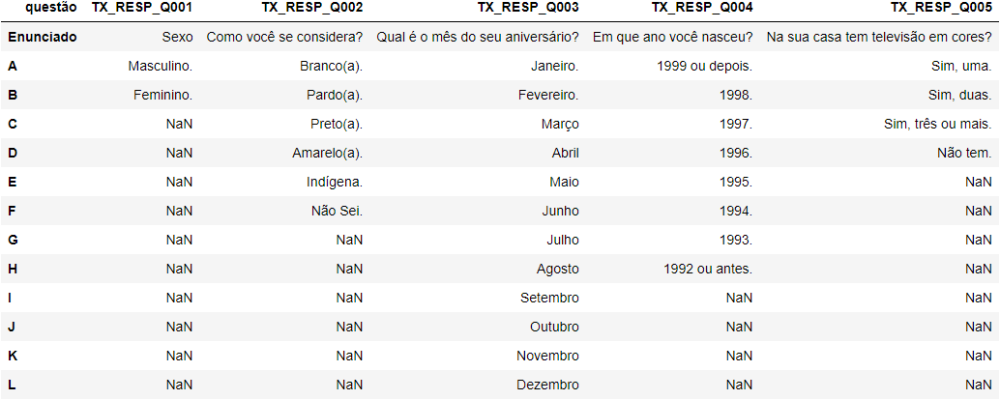 questão TX_RESP_Q001 TX_RESP_Q002 TX_RESP_Q003 TX_RESP_Q004 TX_RESP_Q005
Enunciado Sexo Como você se considera? Qual é o mês do seu aniversário? Em que ano você nasceu? Na sua casa tem televisão em cores?
A Masculino. Branco(a). Janeiro. 1999 ou depois. Sim, uma.
B Feminino. Pardo(a). Fevereiro. 1998. Sim, duas.
C NaN Preto(a). Março 1997. Sim, três ou mais.
D NaN Amarelo(a). Abril 1996. Não tem.
E NaN Indígena. Maio 1995. NaN
F NaN Não Sei. Junho 1994. NaN
G NaN NaN Julho 1993. NaN
H NaN NaN Agosto 1992 ou antes. NaN
I NaN NaN Setembro NaN NaN
J NaN NaN Outubro NaN NaN
K NaN NaN Novembro NaN NaN
L NaN NaN Dezembro NaN NaN